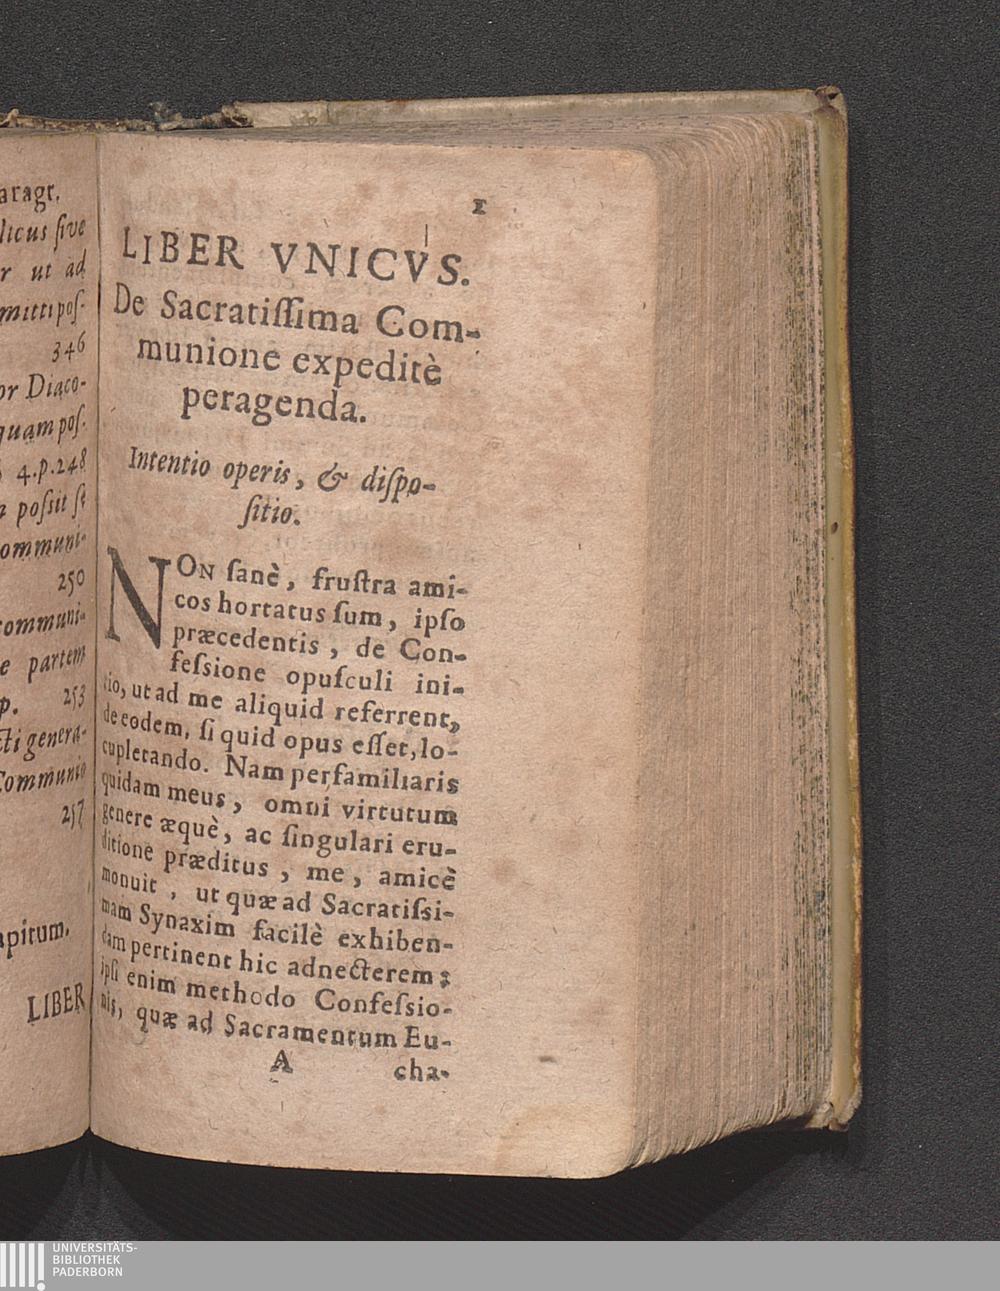 aragr.
licus ſive
r ut ad
mitti poſ-
346
or Diaco-
quam poſ-
4.p.248
poſsit ſi
ommuni-
250
communi-
e partem
p. 253
cti genera-
Communio
257
apitum.
LIBER
1
LIBER VNICVS.
De Sacratiſſima Com-
munione expeditè
peragenda.
Intentio operis, & diſpo-
ſitio.
NON ſanè, fruſtra ami-
cos hortatus ſum, ipſo
præcedentis, de Con-
feſsione opuſculi ini-
tio, ut ad me aliquid referrent,
de eodem, ſi quid opus eſſet, lo-
cupletando. Nam perfamiliaris
quidam meus, omni virtutum
genere æquè, ac ſingulari eru-
ditione præditus, me, amicè
monuit, ut quæ ad Sacratiſsi-
mam Synaxim facilè exhiben-
dam pertinent hic adnecterem;
ipſi enim methodo Confeſsio-
nis, quæ ad Sacramentum Eu-
A cha-
UNIVERSITÄTS-
BIBLIOTHEK
PADERBORN